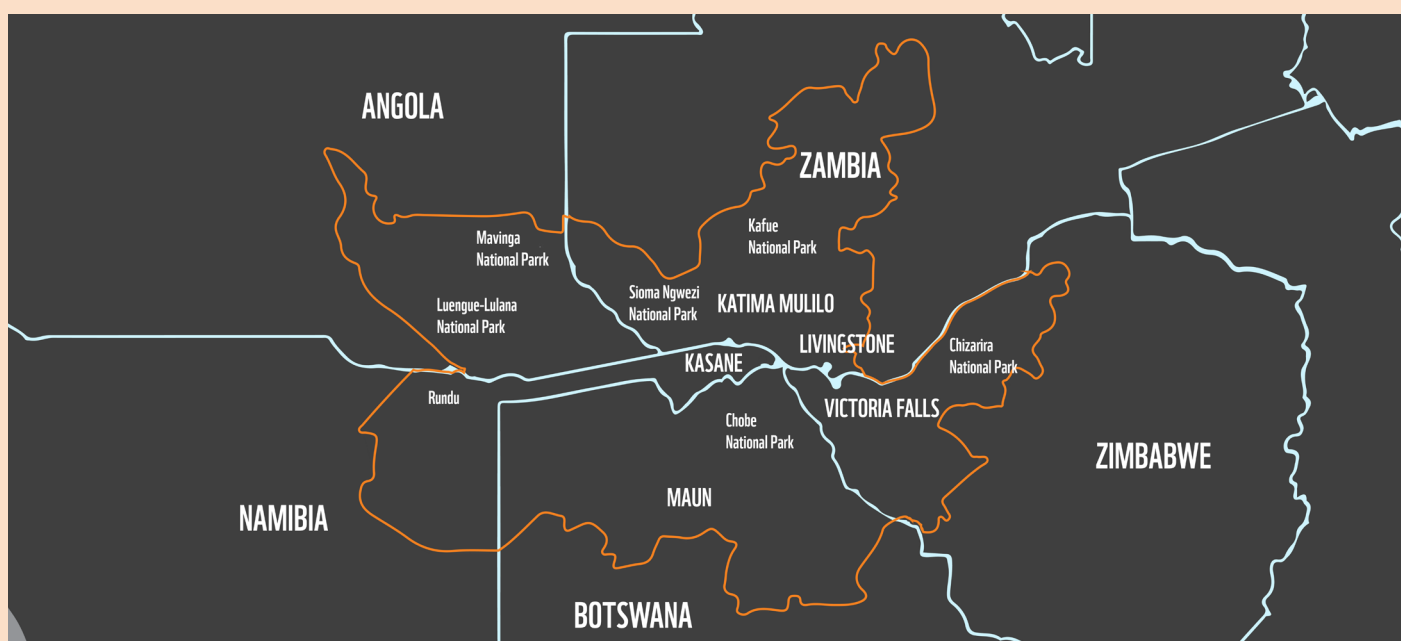 ANGOLA
ZAMBIA
Mavinga
National Parrk
Kafue
National Park
Luengue-Lulana
National Park
Sioma Ngwezi
National Park
KATIMA MULILO
LIVINGSTONE
KASANE
Chizarira
National Park
Rundu
VICTORIA FALLS
Chobe
National Park
ZIMBABWE
MAUN
NAMIBIA
BOTSWANA